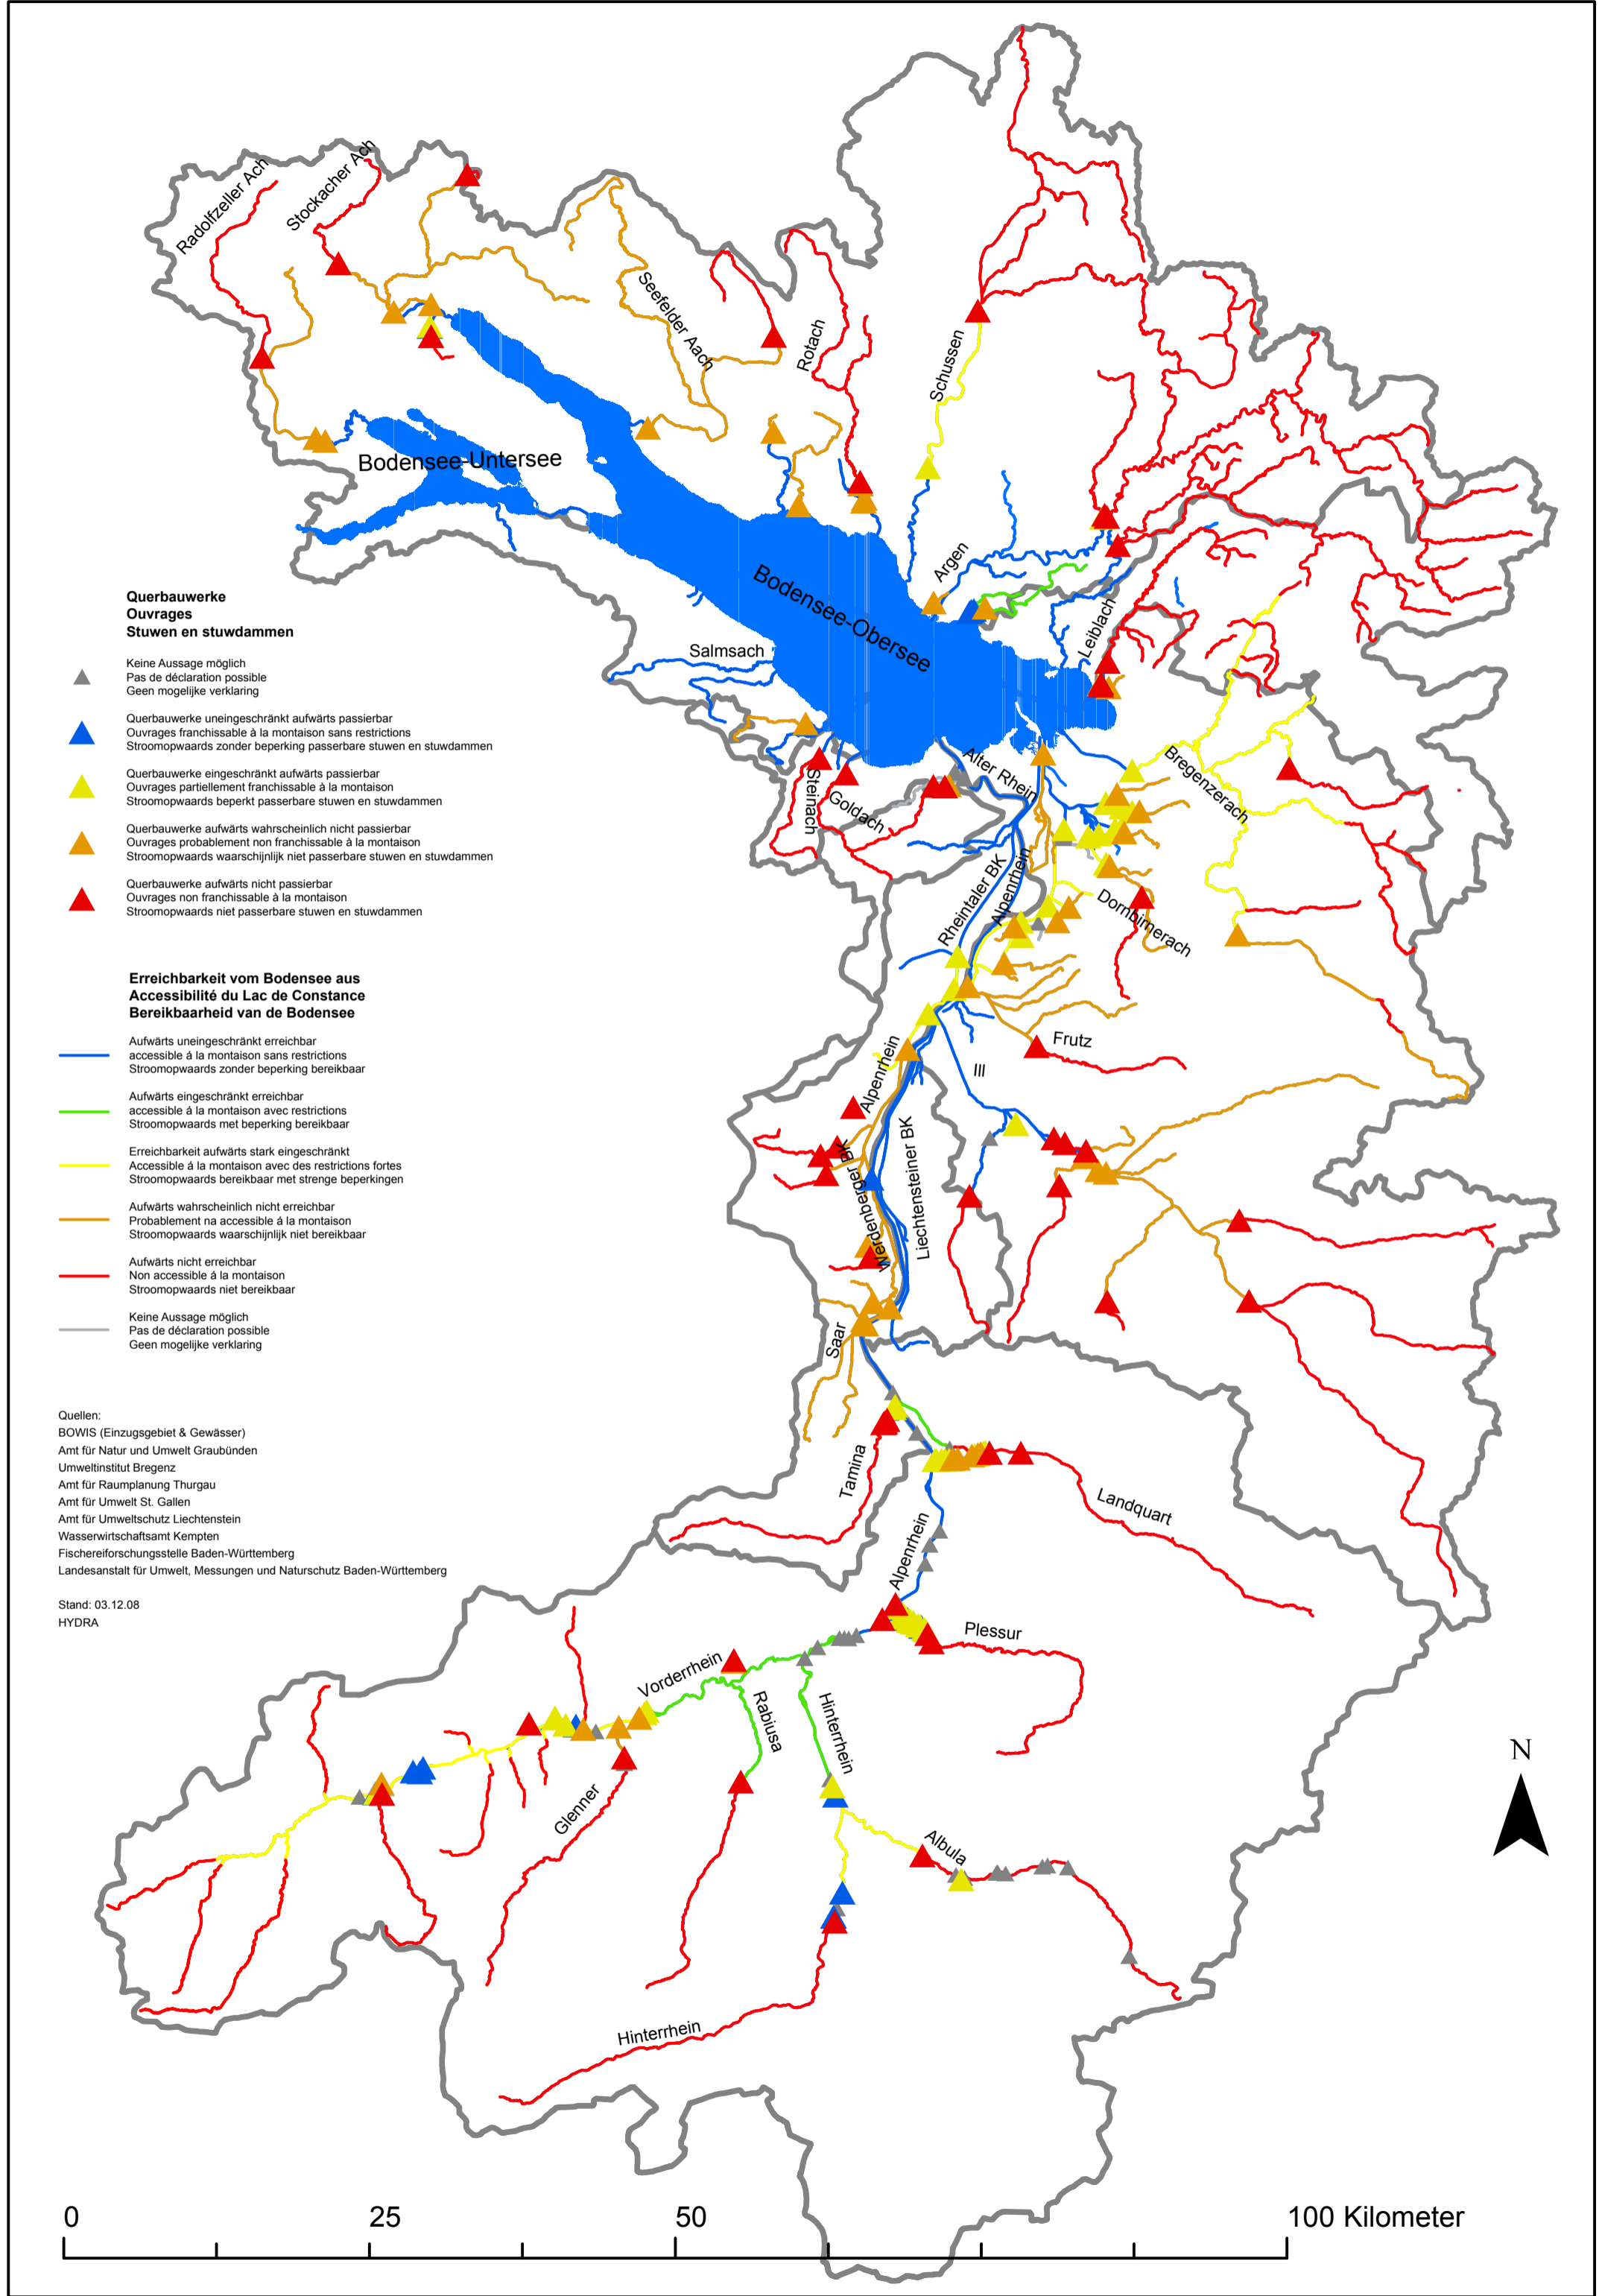 Radolfzeller Ach
Stockacher Ach
Seefelder Aach
Rotach
Schussen
Bodensee-Untersee
Argen
Bodensee-Obersee
Leiblach
Salmsach
Steinach
Goldach
Alter Rhein
Bregenzerach
Rheintaler BK
Alpenrhein
Dornbirnerach
Frutz
Ill
Alpenrhein
Werdenberger BK
Liechtensteiner BK
Saar
Tamina
Landquart
Alpenrhein
Plessur
Vorderrhein
Rabiusa
Hinterrhein
Glenner
Albula
Hinterrhein
Querbauwerke
Ouvrages
Stuwen en stuwdammen
Keine Aussage möglich
Pas de déclaration possible
Geen mogelijke verklaring
Querbauwerke uneingeschränkt aufwärts passierbar
Ouvrages franchissable à la montaison sans restrictions
Stroomopwaards zonder beperking passerbare stuwen en stuwdammen
Querbauwerke eingeschränkt aufwärts passierbar
Ouvrages partiellement franchissable à la montaison
Stroomopwaards beperkt passerbare stuwen en stuwdammen
Querbauwerke aufwärts wahrscheinlich nicht passierbar
Ouvrages probablement non franchissable à la montaison
Stroomopwaards waarschijnlijk niet passerbare stuwen en stuwdammen
Querbauwerke aufwärts nicht passierbar
Ouvrages non franchissable à la montaison
Stroomopwaards niet passerbare stuwen en stuwdammen
Erreichbarkeit vom Bodensee aus
Accessibilité du Lac de Constance
Bereikbaarheid van de Bodensee
Aufwärts uneingeschränkt erreichbar
accessible á la montaison sans restrictions
Stroomopwaards zonder beperking bereikbaar
Aufwärts eingeschränkt erreichbar
accessible á la montaison avec restrictions
Stroomopwaards met beperking bereikbaar
Erreichbarkeit aufwärts stark eingeschränkt
Accessible á la montaison avec des restrictions fortes
Stroomopwaards bereikbaar met strenge beperkingen
Aufwärts wahrscheinlich nicht erreichbar
Probablement na accessible á la montaison
Stroomopwaards waarschijnlijk niet bereikbaar
Aufwärts nicht erreichbar
Non accessible á la montaison
Stroomopwaards niet bereikbaar
Keine Aussage möglich
Pas de déclaration possible
Geen mogelijke verklaring
Quellen:
BOWIS (Einzugsgebiet & Gewässer)
Amt für Natur und Umwelt Graubünden
Umweltinstitut Bregenz
Amt für Raumplanung Thurgau
Amt für Umwelt St. Gallen
Amt für Umweltschutz Liechtenstein
Wasserwirtschaftsamt Kempten
Fischereiforschungsstelle Baden-Württemberg
Landesanstalt für Umwelt, Messungen und Naturschutz Baden-Württemberg
Stand: 03.12.08
HYDRA
N
0 25 50 100 Kilometer